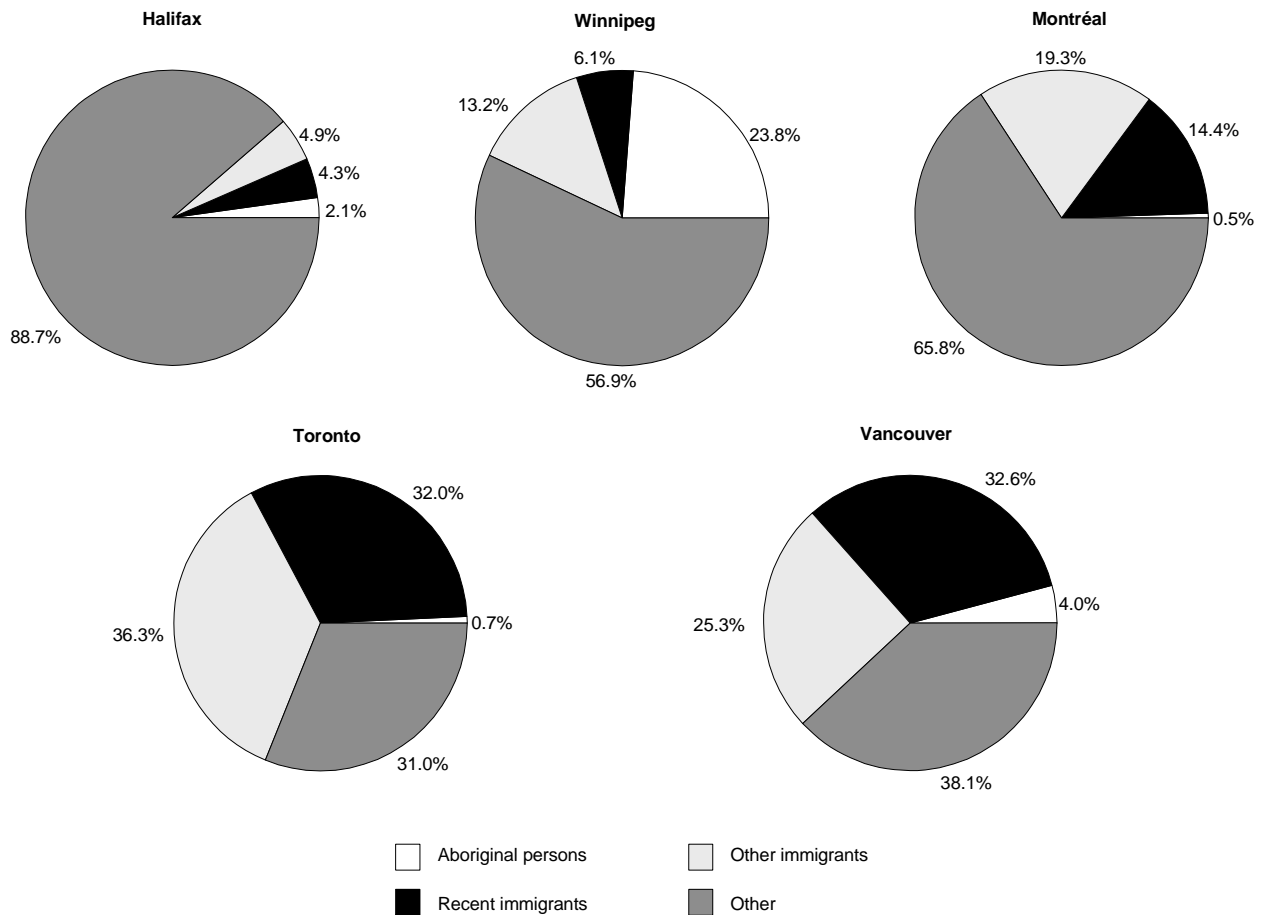 Halifax
Winnipeg
Montréal
4.9%
4.3%
2.1%
88.7%
6.1%
13.2%
23.8%
56.9%
19.3%
14.4%
0.5%
65.8%
Toronto
Vancouver
32.0%
0.7%
36.3%
31.0%
32.6%
4.0%
25.3%
38.1%
Aboriginal persons
Other immigrants
Recent immigrants
Other